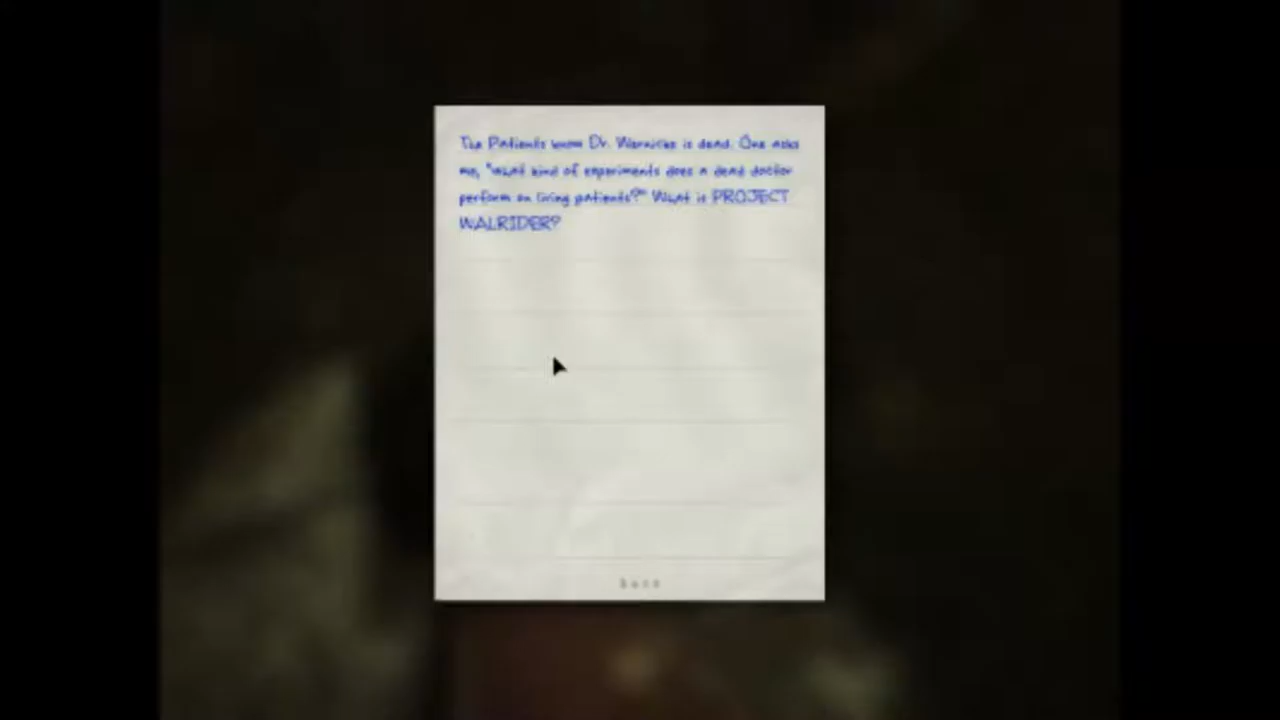 The Patients know Dr. Wernicke is dead. One asks
me, "what kind of experiments does a dead doctor
perform on living patients?" What is PROJECT
WALRIDER?